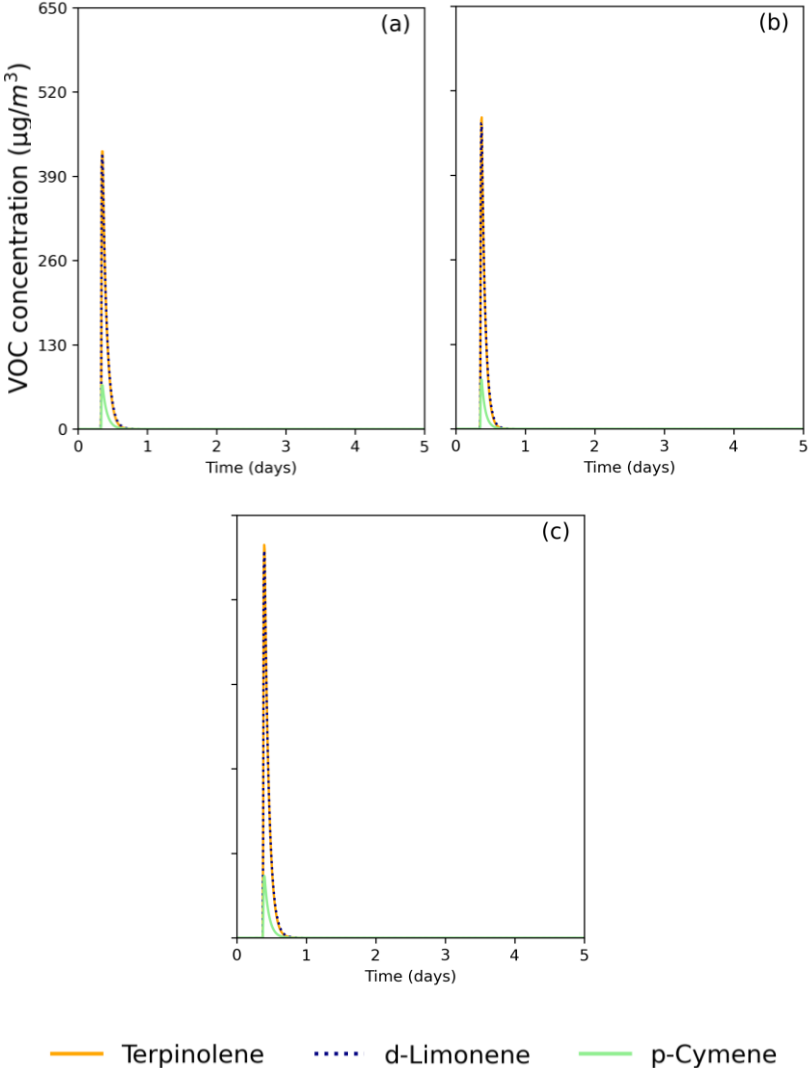 VOC concentration (µg/m³)
650
520
390
260
130
0
(a)
0 1 2 3 4 5
Time (days)
(b)
0 1 2 3 4 5
Time (days)
(c)
0 1 2 3 4 5
Time (days)
Terpinolene d-Limonene p-Cymene